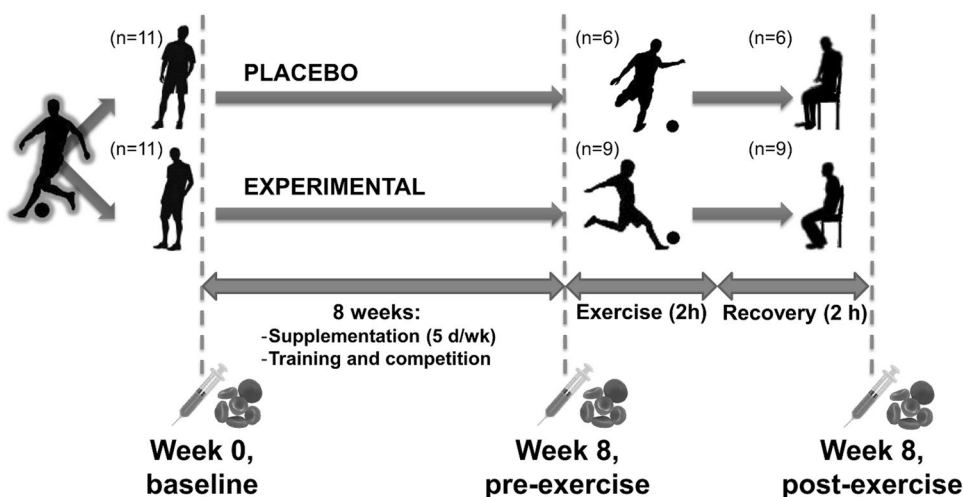 (n=11)
PLACEBO
(n=6)
(n=6)
(n=11)
EXPERIMENTAL
(n=9)
(n=9)
8 weeks:
-Supplementation (5 d/wk)
-Training and competition
Exercise (2h)
Recovery (2 h)
Week 0,
baseline
Week 8,
pre-exercise
Week 8,
post-exercise